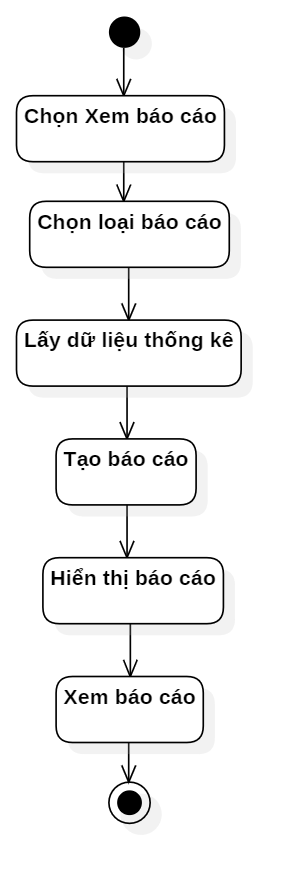 Chọn Xem báo cáo
Chọn loại báo cáo
Lấy dữ liệu thống kê
Tạo báo cáo
Hiển thị báo cáo
Xem báo cáo